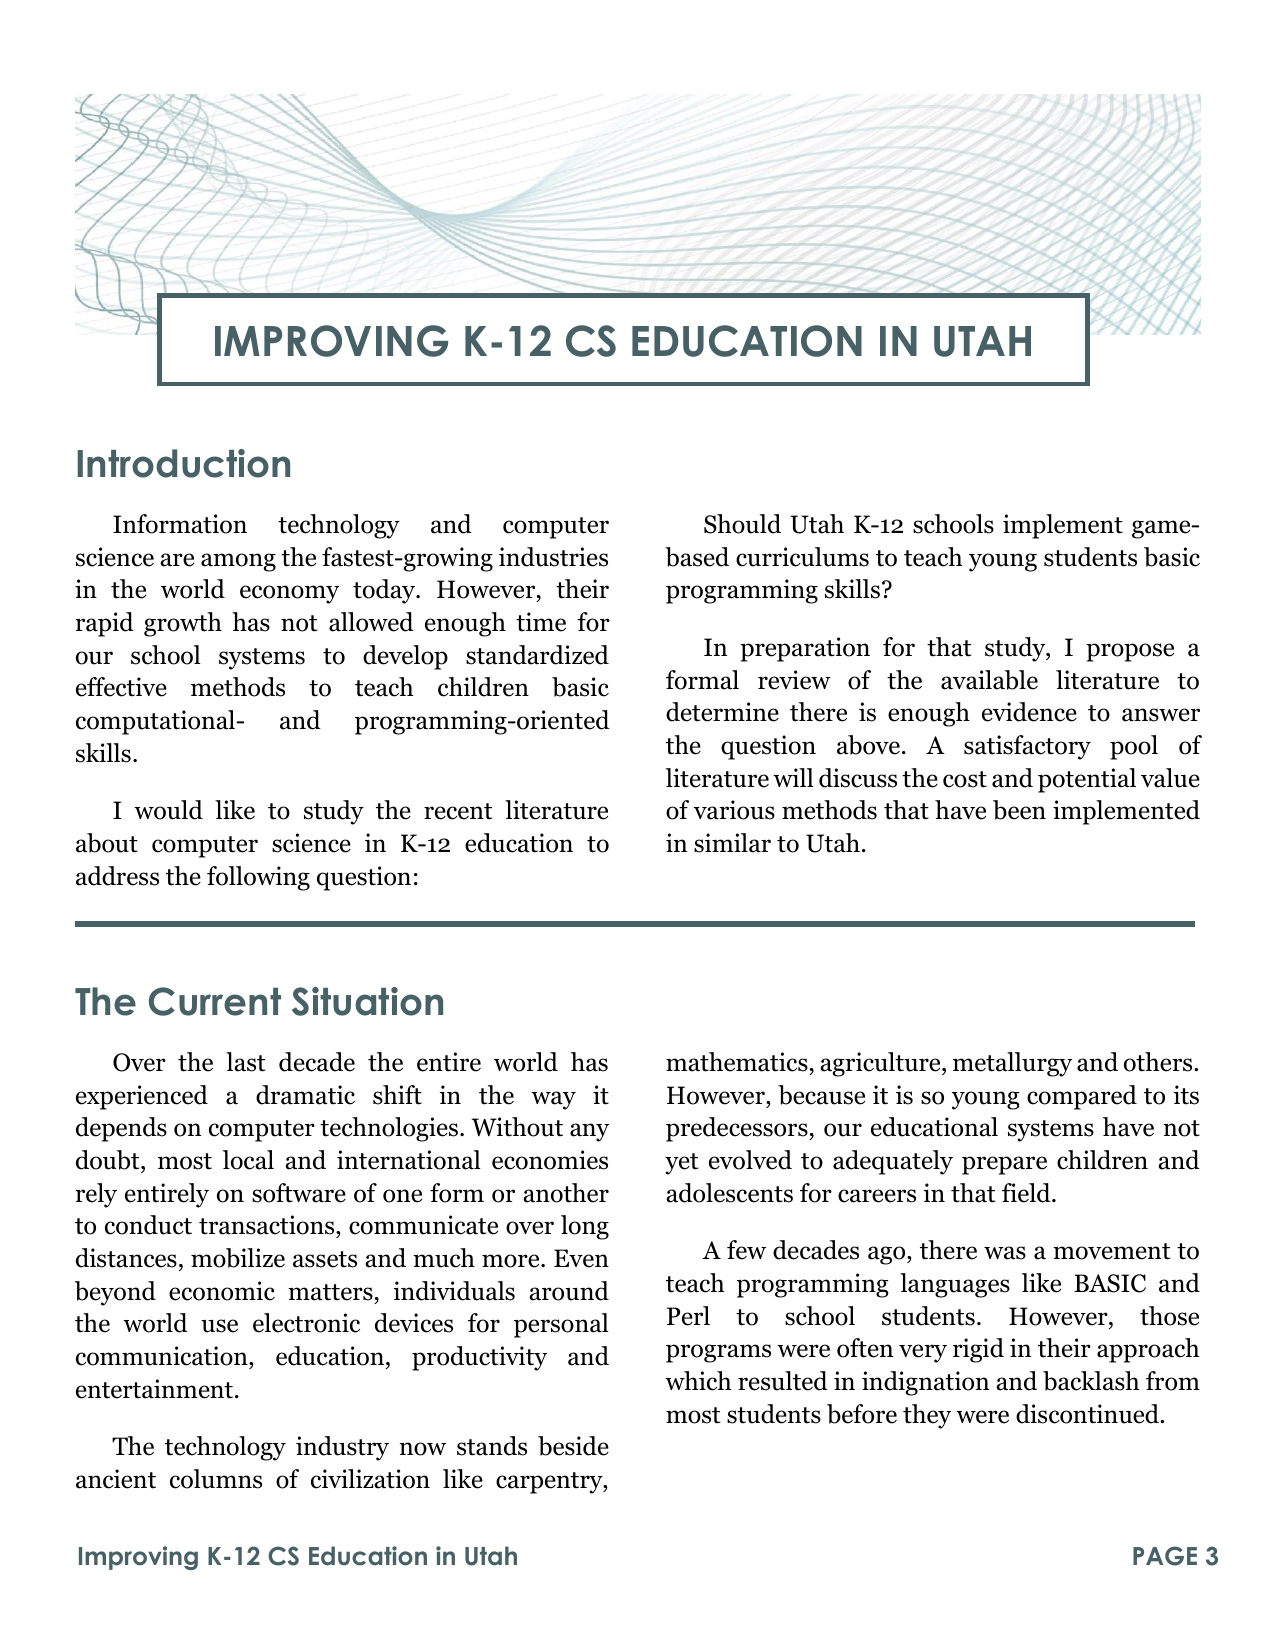 IMPROVING K-12 CS EDUCATION IN UTAH
Introduction
Information technology and computer
science are among the fastest-growing industries
in the world economy today. However, their
rapid growth has not allowed enough time for
our school systems to develop standardized
effective methods to teach children basic
computational- and programming-oriented
skills.
I would like to study the recent literature
about computer science in K-12 education to
address the following question:
Should Utah K-12 schools implement game-
based curriculums to teach young students basic
programming skills?
In preparation for that study, I propose a
formal review of the available literature to
determine there is enough evidence to answer
the question above. A satisfactory pool of
literature will discuss the cost and potential value
of various methods that have been implemented
in similar to Utah.
The Current Situation
Over the last decade the entire world has
experienced a dramatic shift in the way it
depends on computer technologies. Without any
doubt, most local and international economies
rely entirely on software of one form or another
to conduct transactions, communicate over long
distances, mobilize assets and much more. Even
beyond economic matters, individuals around
the world use electronic devices for personal
communication, education, productivity and
entertainment.
The technology industry now stands beside
ancient columns of civilization like carpentry,
mathematics, agriculture, metallurgy and others.
However, because it is so young compared to its
predecessors, our educational systems have not
yet evolved to adequately prepare children and
adolescents for careers in that field.
A few decades ago, there was a movement to
teach programming languages like BASIC and
Perl to school students. However, those
programs were often very rigid in their approach
which resulted in indignation and backlash from
most students before they were discontinued.
Improving K-12 CS Education in Utah
PAGE 3